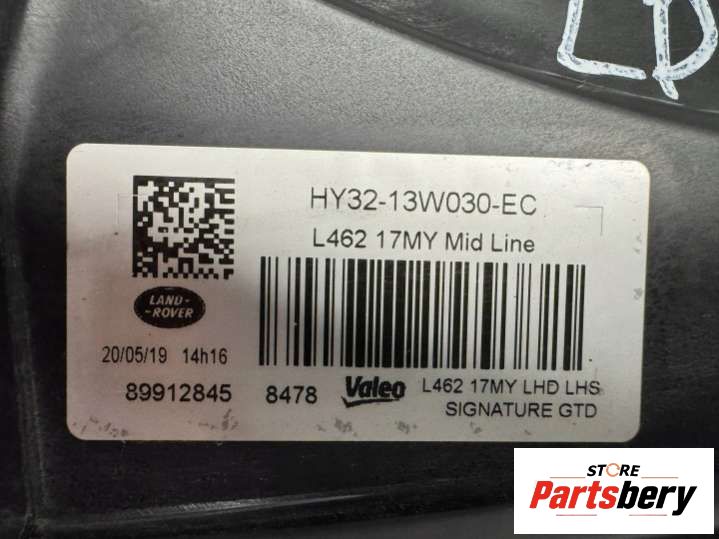 HY32-13W030-EC
L462 17MY Mid Line
LAND-
-ROVER
20/05/19 14h16
89912845 8478 Valeo
L462 17MY LHD LHS
SIGNATURE GTD
STORE
Partsbery